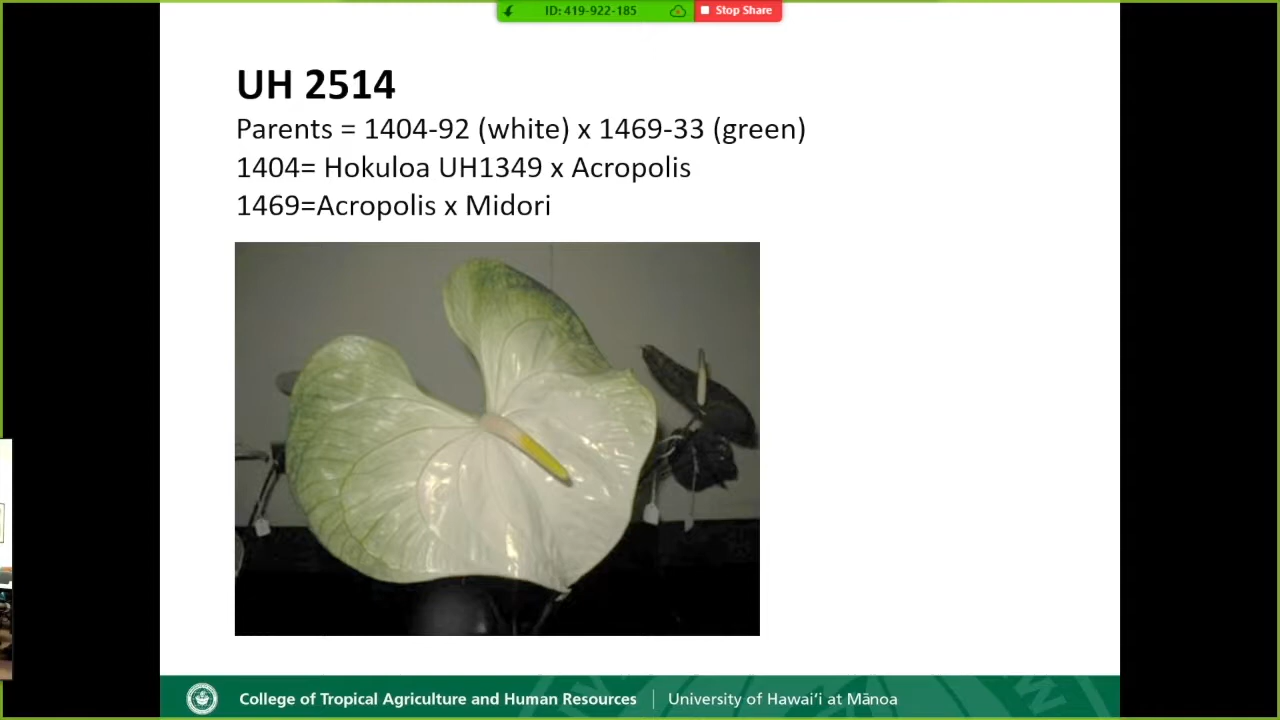 ID: 419-922-185
Stop Share
UH 2514
Parents = 1404-92 (white) x 1469-33 (green)
1404= Hokuloa UH1349 x Acropolis
1469=Acropolis x Midori
College of Tropical Agriculture and Human Resources
University of Hawaiʻi at Mānoa